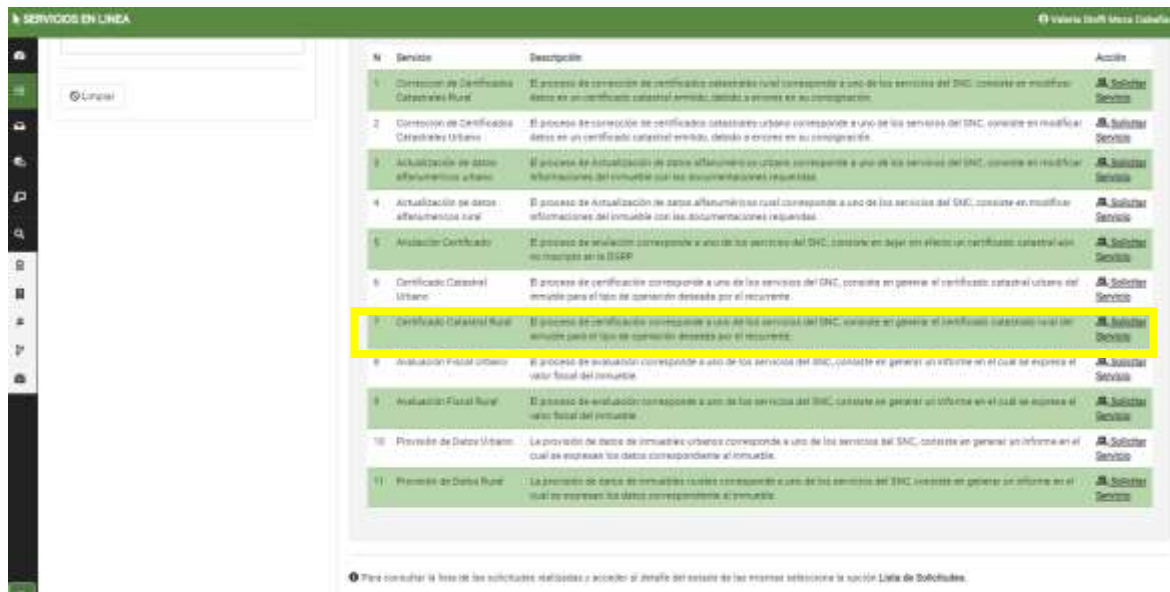 SERVICIOS EN LINEA
Limpiar
N Servicio Descripción Acción
1 Correccion de Certificados Catastrales Rural El proceso de corrección de certificados catastrales rural corresponde a uno de los servicios del SNC, consiste en modificar datos en un certificado catastral emitido, debido a errores en su consignación. Solicitar Servicio
2 Correccion de Certificados Catastrales Urbano El proceso de corrección de certificados catastrales urbano corresponde a uno de los servicios del SNC, consiste en modificar datos en un certificado catastral emitido, debido a errores en su consignación. Solicitar Servicio
3 Actualización de datos alfanuméricos urbano El proceso de Actualización de datos alfanuméricos urbano corresponde a uno de los servicios del SNC, consiste en modificar informaciones del inmueble con las documentaciones requeridas. Solicitar Servicio
4 Actualización de datos alfanuméricos rural El proceso de Actualización de datos alfanuméricos rural corresponde a uno de los servicios del SNC, consiste en modificar informaciones del inmueble con las documentaciones requeridas. Solicitar Servicio
5 Anulación Certificado El proceso de anulación corresponde a uno de los servicios del SNC, consiste en dejar sin efecto un certificado catastral aún no inscripto en la DGRP. Solicitar Servicio
6 Certificado Catastral Urbano El proceso de certificación corresponde a uno de los servicios del SNC, consiste en generar el certificado catastral urbano del inmueble para el tipo de operación deseada por el recurrente. Solicitar Servicio
7 Certificado Catastral Rural El proceso de certificación corresponde a uno de los servicios del SNC, consiste en generar el certificado catastrado rural del inmueble para el tipo de operación deseada por el recurrente. Solicitar Servicio
8 Avaluación Fiscal Urbano El proceso de avaluación corresponde a uno de los servicios del SNC, consiste en generar un informe en el cual se expresa el valor fiscal del inmueble. Solicitar Servicio
9 Avaluación Fiscal Rural El proceso de avaluación corresponde a uno de los servicios del SNC, consiste en generar un informe en el cual se expresa el valor fiscal del inmueble. Solicitar Servicio
10 Provisión de Datos Urbano La provisión de datos de inmuebles urbanos corresponde a uno de los servicios del SNC, consiste en generar un informe en el cual se expresan los datos correspondiente al inmueble. Solicitar Servicio
11 Provisión de Datos Rural La provisión de datos de inmuebles rurales corresponde a uno de los servicios del SNC, consiste en generar un informe en el cual se expresan los datos correspondiente al inmueble. Solicitar Servicio
Para consultar la lista de las solicitudes realizadas y acceder al detalle del estado de las mismas selecciona la opción Lista de Solicitudes.